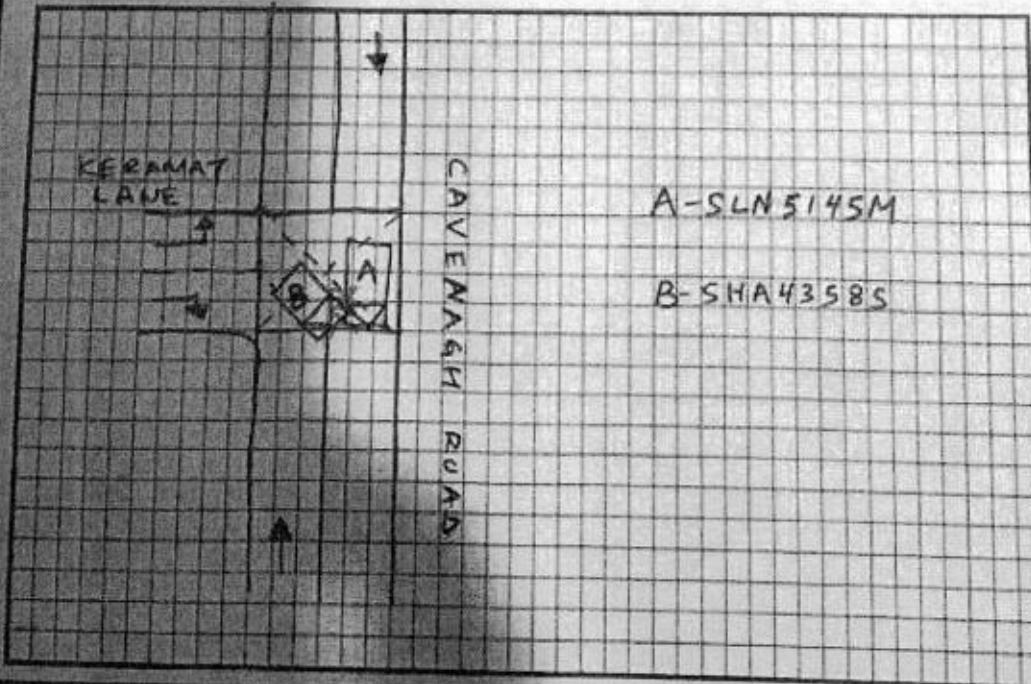 KERAMAT
LANE
CAVENAGH ROAD
A-SLN5145M
B-SHA4358S
A
B